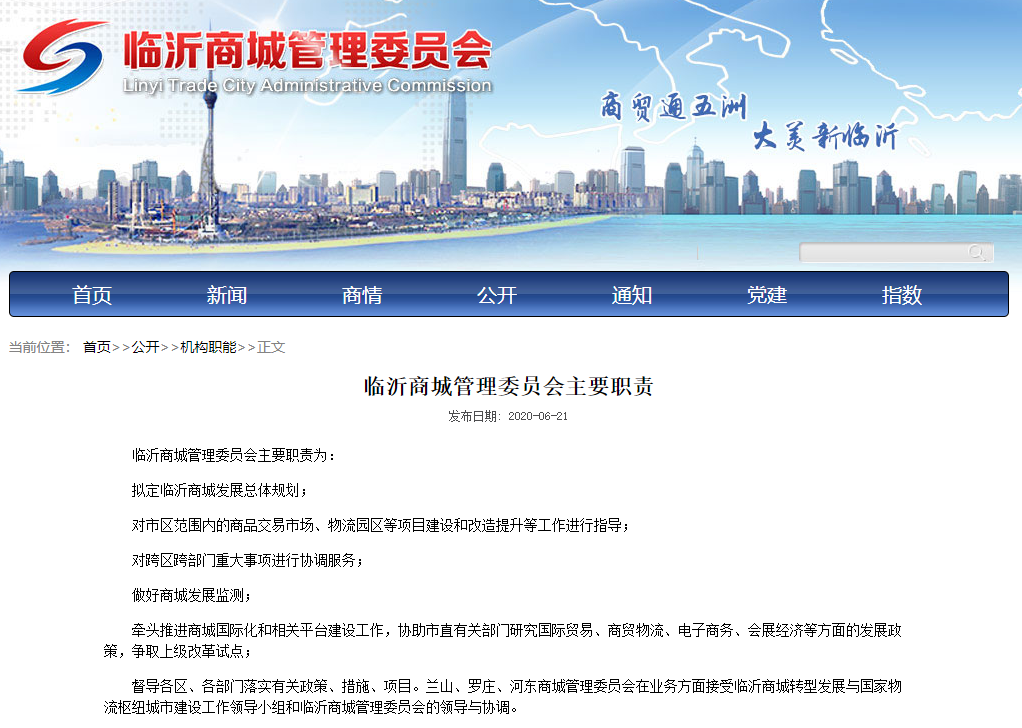 临沂商城管理委员会
Linyi Trade City Administrative Commission
商贸通五洲
大美新临沂
首页 新闻 商情 公开 通知 党建 指数
当前位置： 首页>>公开>>机构职能>>正文
临沂商城管理委员会主要职责
发布日期：2020-06-21
临沂商城管理委员会主要职责为：
拟定临沂商城发展总体规划；
对市区范围内的商品交易市场、物流园区等项目建设和改造提升等工作进行指导；
对跨区跨部门重大事项进行协调服务；
做好商城发展监测；
牵头推进商城国际化和相关平台建设工作，协助市直有关部门研究国际贸易、商贸物流、电子商务、会展经济等方面的发展政
策，争取上级改革试点；
督导各区、各部门落实有关政策、措施、项目。兰山、罗庄、河东商城管理委员会在业务方面接受临沂商城转型发展与国家物
流枢纽城市建设工作领导小组和临沂商城管理委员会的领导与协调。